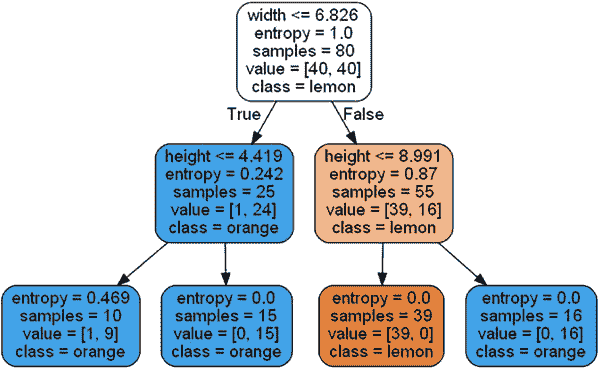 width <= 6.826
entropy = 1.0
samples = 80
value = [40, 40]
class = lemon
True
False
height <= 4.419
entropy = 0.242
samples = 25
value = [1, 24]
class = orange
height <= 8.991
entropy = 0.87
samples = 55
value = [39, 16]
class = lemon
entropy = 0.469
samples = 10
value = [1, 9]
class = orange
entropy = 0.0
samples = 15
value = [0, 15]
class = orange
entropy = 0.0
samples = 39
value = [39, 0]
class = lemon
entropy = 0.0
samples = 16
value = [0, 16]
class = orange